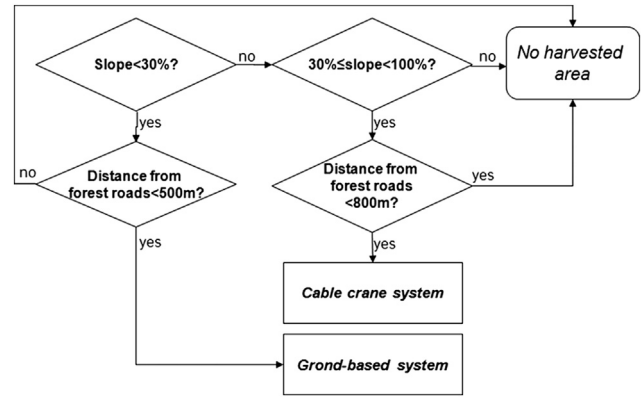 Slope<30%?
no
30%≤slope<100%?
no
No harvested
area
yes
yes
no
Distance from
forest roads<500m?
Distance from
forest roads
<800m?
yes
yes
yes
Cable crane system
Grond-based system